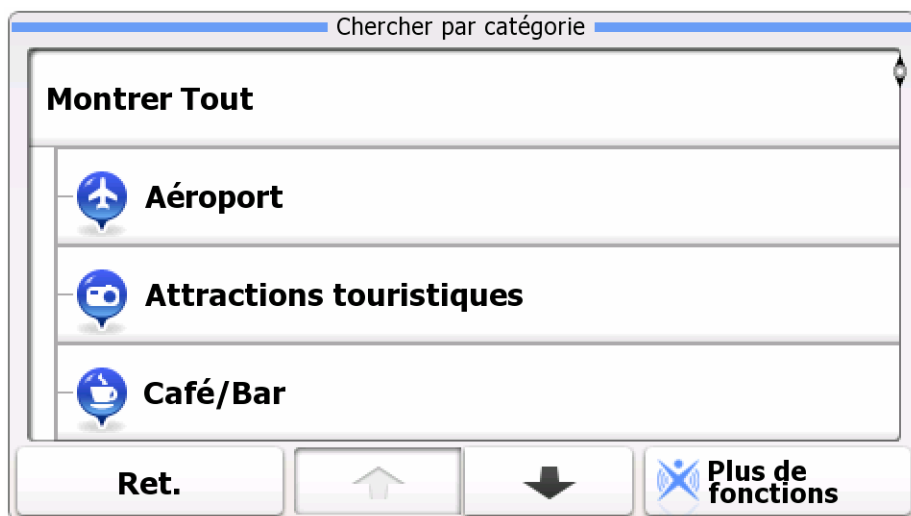 Chercher par catégorie
Montrer Tout
Aéroport
Attractions touristiques
Café/Bar
Ret.
Plus de
fonctions